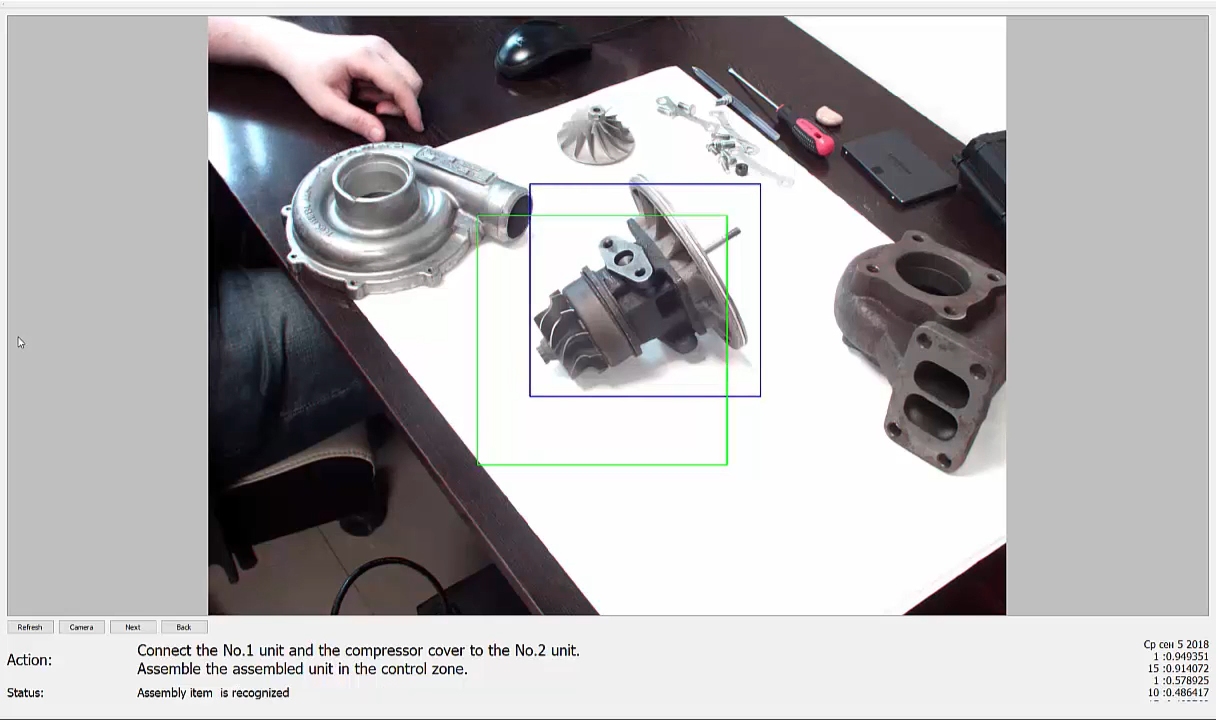 Refresh
Camera
Next
Back
Action:
Connect the No.1 unit and the compressor cover to the No.2 unit.
Assemble the assembled unit in the control zone.
Status:
Assembly item is recognized
Ср сен 5 2018
1 :0.949351
15 :0.914072
1 :0.578925
10 :0.486417